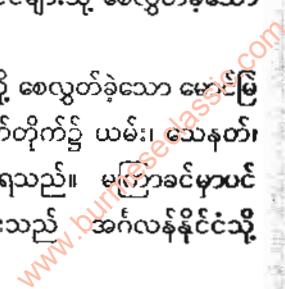 စေလွှတ်ခဲ့သော
စေလွှတ်ခဲ့သော မောင်မြ
တိုက်၌ ယမ်း၊ သေနတ်၊
ရသည်။ မကြာခင်မှာပင်
သည် အင်္ဂလန်နိုင်ငံသို့
www.burmeseclassic.com